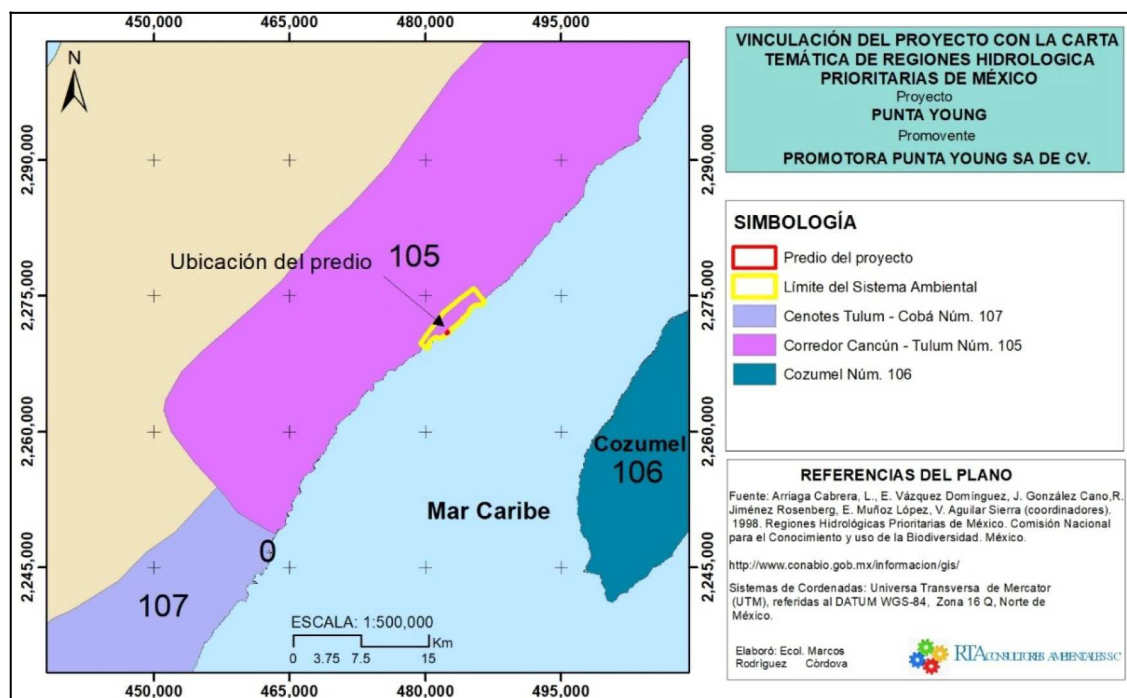 450,000 465,000 480,000 495,000
N
2,290,000
2,275,000
2,260,000
2,245,000
Ubicación del predio
105
Cozumel
106
Mar Caribe
0
107
ESCALA: 1:500,000
Km
0 3.75 7.5 15
2,290,000
2,275,000
2,260,000
2,245,000
450,000 465,000 480,000 495,000
VINCULACIÓN DEL PROYECTO CON LA CARTA
TEMÁTICA DE REGIONES HIDROLOGICA
PRIORITARIAS DE MÉXICO
Proyecto
PUNTA YOUNG
Promovente
PROMOTORA PUNTA YOUNG SA DE CV.
SIMBOLOGÍA
Predio del proyecto
Límite del Sistema Ambiental
Cenotes Tulum - Cobá Núm. 107
Corredor Cancún - Tulum Núm. 105
Cozumel Núm. 106
REFERENCIAS DEL PLANO
Fuente: Arriaga Cabrera, L., E. Vázquez Domínguez, J. González Cano,R.
Jiménez Rosenberg, E. Muñoz López, V. Aguilar Sierra (coordinadores).
1998. Regiones Hidrológicas Prioritarias de México. Comisión Nacional
para el Conocimiento y uso de la Biodiversidad. México.
http://www.conabio.gob.mx/informacion/gis/
Sistemas de Cordenadas: Universa Transversa de Mercator
(UTM), referidas al DATUM WGS-84, Zona 16 Q, Norte de
México.
Elaboró: Ecol. Marcos
Rodrìguez Còrdova
RTA CONSULTORES AMBIENTALES S.C